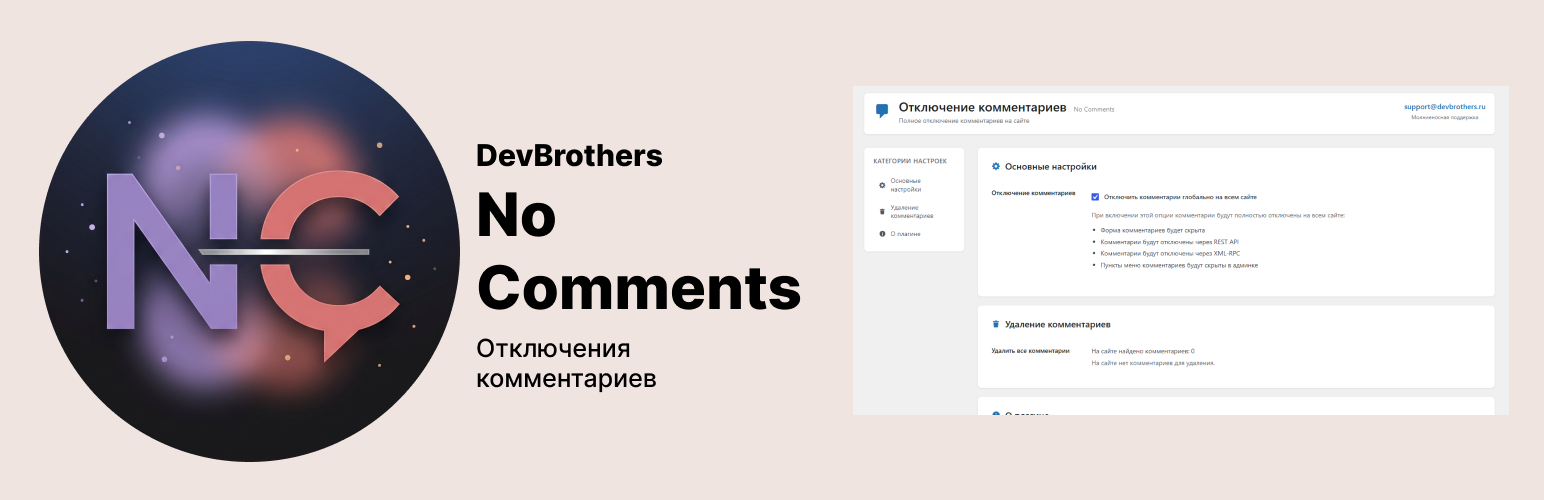 NC
DevBrothers
No
Comments
Отключения
комментариев
Отключение комментариев No Comments
Полное отключение комментариев на сайте
support@devbrothers.ru
Молниеносная поддержка
КАТЕГОРИИ НАСТРОЕК
Основные
настройки
Удаление
комментариев
О плагине
Основные настройки
Отключение комментариев
Отключить комментарии глобально на всем сайте
При включении этой опции комментарии будут полностью отключены на всем сайте:
Форма комментариев будет скрыта
Комментарии будут отключены через REST API
Комментарии будут отключены через XML-RPC
Пункты меню комментариев будут скрыты в админке
Удаление комментариев
Удалить все комментарии
На сайте найдено комментариев: 0
На сайте нет комментариев для удаления.